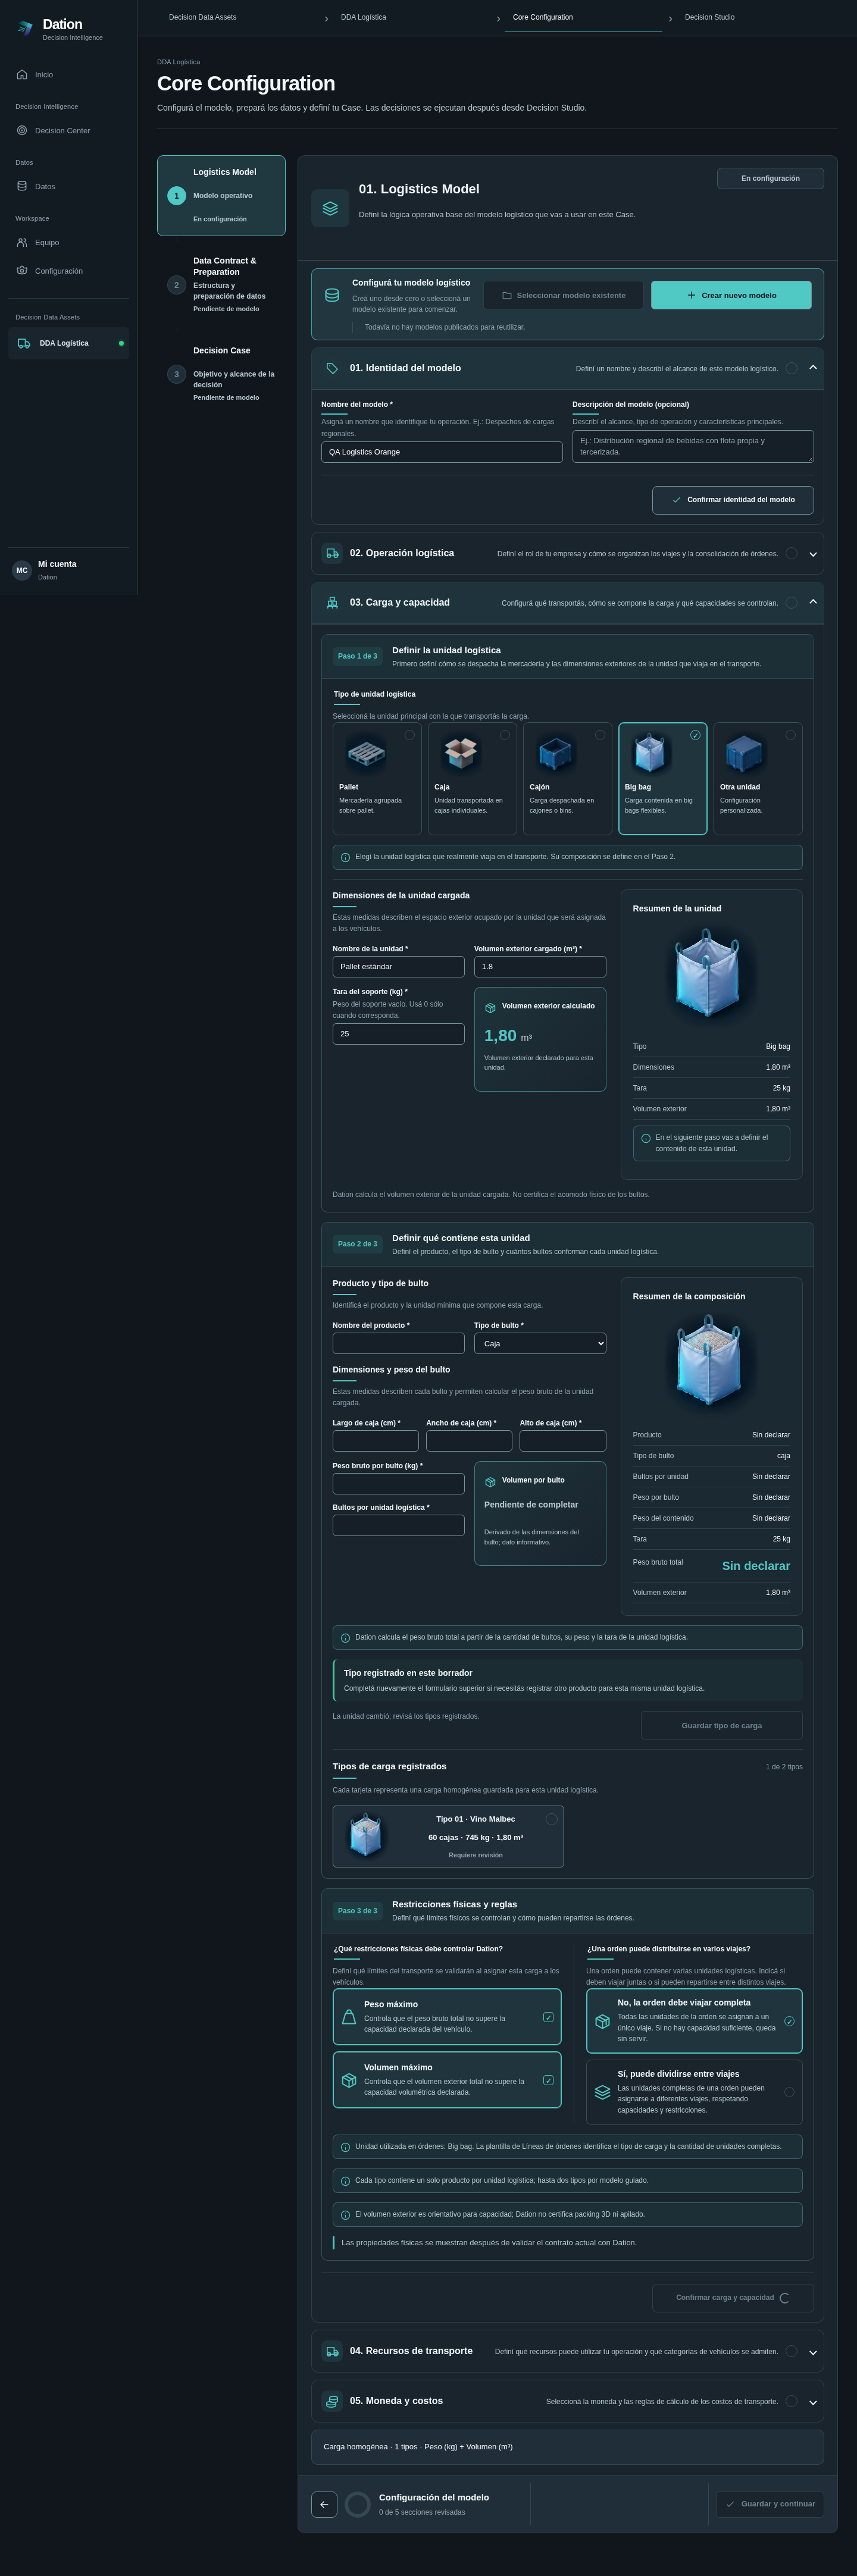 Dation
Decision Intelligence
Inicio
Decision Intelligence
Decision Center
Datos
Datos
Workspace
Equipo
Configuración
Decision Data Assets
DDA Logística
MC
Mi cuenta
Dation
Decision Data Assets
DDA Logística
Core Configuration
Decision Studio
DDA Logística
Core Configuration
Configurá el modelo, prepará los datos y definí tu Case. Las decisiones se ejecutan después desde Decision Studio.
1
Logistics Model
Modelo operativo
En configuración
2
Data Contract &
Preparation
Estructura y
preparación de datos
Pendiente de modelo
3
Decision Case
Objetivo y alcance de la
decisión
Pendiente de modelo
01. Logistics Model
Definí la lógica operativa base del modelo logístico que vas a usar en este Case.
En configuración
Configurá tu modelo logístico
Creá uno desde cero o seleccioná un
modelo existente para comenzar.
Seleccionar modelo existente
Crear nuevo modelo
Todavía no hay modelos publicados para reutilizar.
01. Identidad del modelo
Definí un nombre y describí el alcance de este modelo logístico.
Nombre del modelo *
Asigná un nombre que identifique tu operación. Ej.: Despachos de cargas
regionales.
QA Logistics Orange
Descripción del modelo (opcional)
Describí el alcance, tipo de operación y características principales.
Ej.: Distribución regional de bebidas con flota propia y
tercerizada.
Confirmar identidad del modelo
02. Operación logística
Definí el rol de tu empresa y cómo se organizan los viajes y la consolidación de órdenes.
03. Carga y capacidad
Configurá qué transportás, cómo se compone la carga y qué capacidades se controlan.
Paso 1 de 3
Definir la unidad logística
Primero definí cómo se despacha la mercadería y las dimensiones exteriores de la unidad que viaja en el transporte.
Tipo de unidad logística
Seleccioná la unidad principal con la que transportás la carga.
Pallet
Mercadería agrupada
sobre pallet.
Caja
Unidad transportada en
cajas individuales.
Cajón
Carga despachada en
cajones o bins.
Big bag
Carga contenida en big
bags flexibles.
Otra unidad
Configuración
personalizada.
Elegí la unidad logística que realmente viaja en el transporte. Su composición se define en el Paso 2.
Dimensiones de la unidad cargada
Estas medidas describen el espacio exterior ocupado por la unidad que será asignada
a los vehículos.
Nombre de la unidad *
Pallet estándar
Volumen exterior cargado (m³) *
1.8
Tara del soporte (kg) *
Peso del soporte vacío. Usá 0 sólo
cuando corresponda.
25
Volumen exterior calculado
1,80 m³
Volumen exterior declarado para esta
unidad.
Resumen de la unidad
Tipo Big bag
Dimensiones 1,80 m³
Tara 25 kg
Volumen exterior 1,80 m³
En el siguiente paso vas a definir el
contenido de esta unidad.
Dation calcula el volumen exterior de la unidad cargada. No certifica el acomodo físico de los bultos.
Paso 2 de 3
Definir qué contiene esta unidad
Definí el producto, el tipo de bulto y cuántos bultos conforman cada unidad logística.
Producto y tipo de bulto
Identificá el producto y la unidad mínima que compone esta carga.
Nombre del producto *
Tipo de bulto *
Caja
Dimensiones y peso del bulto
Estas medidas describen cada bulto y permiten calcular el peso bruto de la unidad
cargada.
Largo de caja (cm) *
Ancho de caja (cm) *
Alto de caja (cm) *
Peso bruto por bulto (kg) *
Bultos por unidad logística *
Volumen por bulto
Pendiente de completar
Derivado de las dimensiones del
bulto; dato informativo.
Resumen de la composición
Producto Sin declarar
Tipo de bulto caja
Bultos por unidad Sin declarar
Peso por bulto Sin declarar
Peso del contenido Sin declarar
Tara 25 kg
Peso bruto total Sin declarar
Volumen exterior 1,80 m³
Dation calcula el peso bruto total a partir de la cantidad de bultos, su peso y la tara de la unidad logística.
Tipo registrado en este borrador
Completá nuevamente el formulario superior si necesitás registrar otro producto para esta misma unidad logística.
La unidad cambió; revisá los tipos registrados.
Guardar tipo de carga
Tipos de carga registrados
1 de 2 tipos
Cada tarjeta representa una carga homogénea guardada para esta unidad logística.
Tipo 01 · Vino Malbec
60 cajas · 745 kg · 1,80 m³
Requiere revisión
Paso 3 de 3
Restricciones físicas y reglas
Definí qué límites físicos se controlan y cómo pueden repartirse las órdenes.
¿Qué restricciones físicas debe controlar Dation?
Definí qué límites del transporte se validarán al asignar esta carga a los
vehículos.
Peso máximo
Controla que el peso bruto total no supere la
capacidad declarada del vehículo.
Volumen máximo
Controla que el volumen exterior total no supere la
capacidad volumétrica declarada.
¿Una orden puede distribuirse en varios viajes?
Una orden puede contener varias unidades logísticas. Indicá si
deben viajar juntas o si pueden repartirse entre distintos viajes.
No, la orden debe viajar completa
Todas las unidades de la orden se asignan a un
único viaje. Si no hay capacidad suficiente, queda
sin servir.
Sí, puede dividirse entre viajes
Las unidades completas de una orden pueden
asignarse a diferentes viajes, respetando
capacidades y restricciones.
Unidad utilizada en órdenes: Big bag. La plantilla de Líneas de órdenes identifica el tipo de carga y la cantidad de unidades completas.
Cada tipo contiene un solo producto por unidad logística; hasta dos tipos por modelo guiado.
El volumen exterior es orientativo para capacidad; Dation no certifica packing 3D ni apilado.
Las propiedades físicas se muestran después de validar el contrato actual con Dation.
Confirmar carga y capacidad
04. Recursos de transporte
Definí qué recursos puede utilizar tu operación y qué categorías de vehículos se admiten.
05. Moneda y costos
Seleccioná la moneda y las reglas de cálculo de los costos de transporte.
Carga homogénea · 1 tipos · Peso (kg) + Volumen (m³)
Configuración del modelo
0 de 5 secciones revisadas
Guardar y continuar